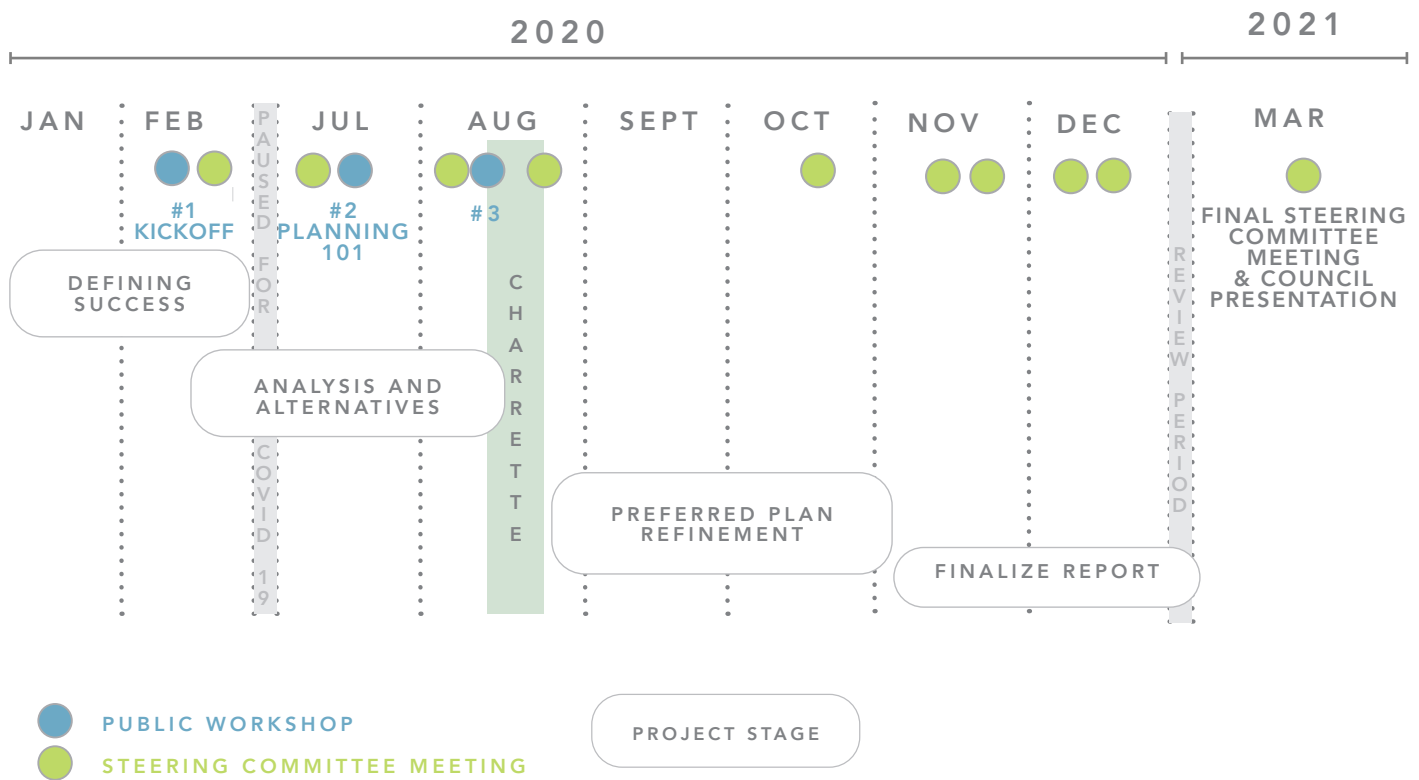 2020
2021
JAN
FEB
JUL
AUG
SEPT
OCT
NOV
DEC
MAR
#1
KICKOFF
#2
PLANNING
101
#3
FINAL STEERING
COMMITTEE
MEETING
& COUNCIL
PRESENTATION
PAUSED FOR COVID 19
CHARRETTE
REVIEW PERIOD
DEFINING
SUCCESS
ANALYSIS AND
ALTERNATIVES
PREFERRED PLAN
REFINEMENT
FINALIZE REPORT
PUBLIC WORKSHOP
STEERING COMMITTEE MEETING
PROJECT STAGE